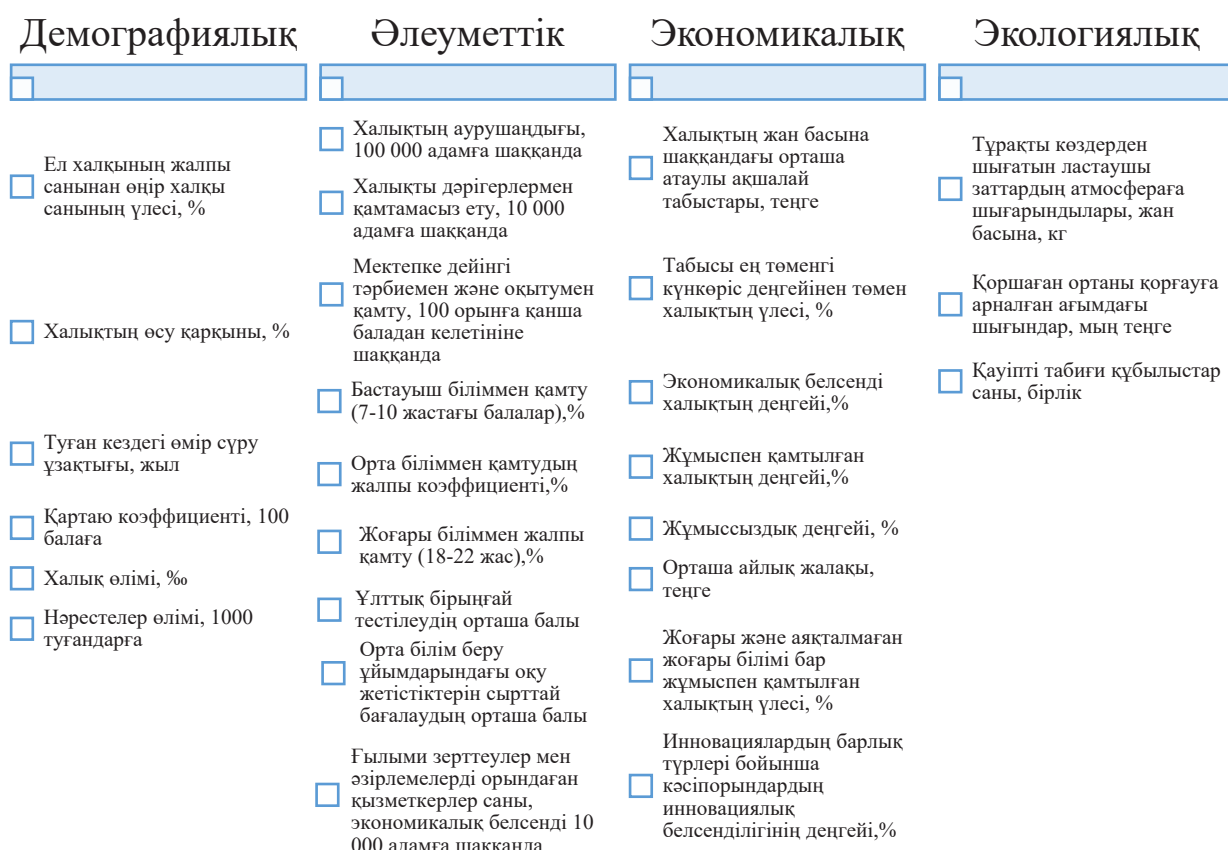 Демографиялық
Ел халқының жалпы
санынан өңір халқы
санының үлесі, %
Халықтың өсу қарқыны, %
Туған кездегі өмір сүру
ұзақтығы, жыл
Қартаю коэффициенті, 100
балаға
Халық өлімі, ‰
Нәрестелер өлімі, 1000
туғандарға
Әлеуметтік
Халықтың аурушаңдығы,
100 000 адамға шаққанда
Халықты дәрігерлермен
қамтамасыз ету, 10 000
адамға шаққанда
Мектепке дейінгі
тәрбиемен және оқытумен
қамту, 100 орынға қанша
баладан келетініне
шаққанда
Бастауыш біліммен қамту
(7-10 жастағы балалар),%
Орта біліммен қамтудың
жалпы коэффициенті,%
Жоғары біліммен жалпы
қамту (18-22 жас),%
Ұлттық бірыңғай
тестілеудің орташа балы
Орта білім беру
ұйымдарындағы оқу
жетістіктерін сырттай
бағалаудың орташа балы
Ғылыми зерттеулер мен
әзірлемелерді орындаған
қызметкерлер саны,
экономикалық белсенді 10
000 адамға шаққанда
Экономикалық
Халықтың жан басына
шаққандағы орташа
атаулы ақшалай
табыстары, теңге
Табысы ең төменгі
күнкөріс деңгейінен төмен
халықтың үлесі, %
Экономикалық белсенді
халықтың деңгейі,%
Жұмыспен қамтылған
халықтың деңгейі,%
Жұмыссыздық деңгейі, %
Орташа айлық жалақы,
теңге
Жоғары және аяқталмаған
жоғары білімі бар
жұмыспен қамтылған
халықтың үлесі, %
Инновациялардың барлық
түрлері бойынша
кәсіпорындардың
инновациялық
белсенділігінің деңгейі,%
Экологиялық
Тұрақты көздерден
шығатын ластаушы
заттардың атмосфераға
шығарындылары, жан
басына, кг
Қоршаған ортаны қорғауға
арналған ағымдағы
шығындар, мың теңге
Қауіпті табиғи құбылыстар
саны, бірлік